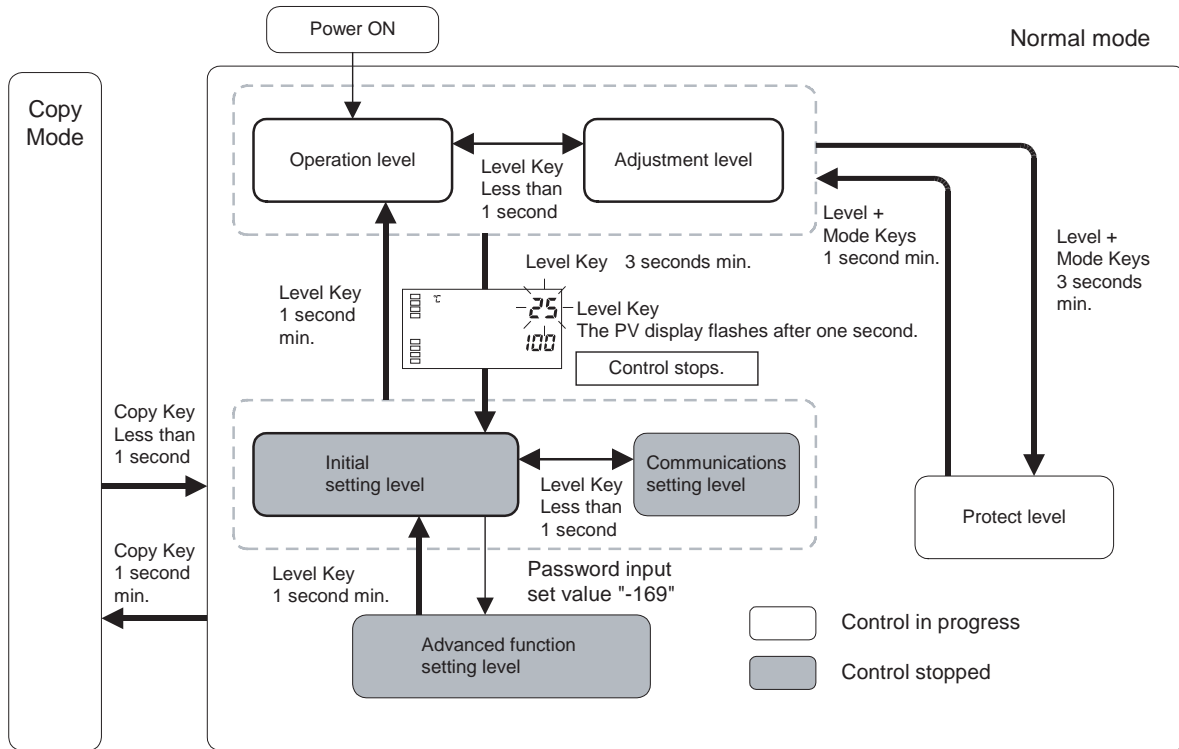 Power ON
Normal mode
Copy
Mode
Operation level
Level Key
Less than
1 second
Adjustment level
Level +
Mode Keys
1 second min.
Level +
Mode Keys
3 seconds
min.
Level Key 3 seconds min.
Level Key
1 second
min.
℃
25
100
Level Key
The PV display flashes after one second.
Control stops.
Copy Key
Less than
1 second
Initial
setting level
Level Key
Less than
1 second
Communications
setting level
Protect level
Copy Key
1 second
min.
Level Key
1 second min.
Password input
set value "-169"
Advanced function
setting level
Control in progress
Control stopped